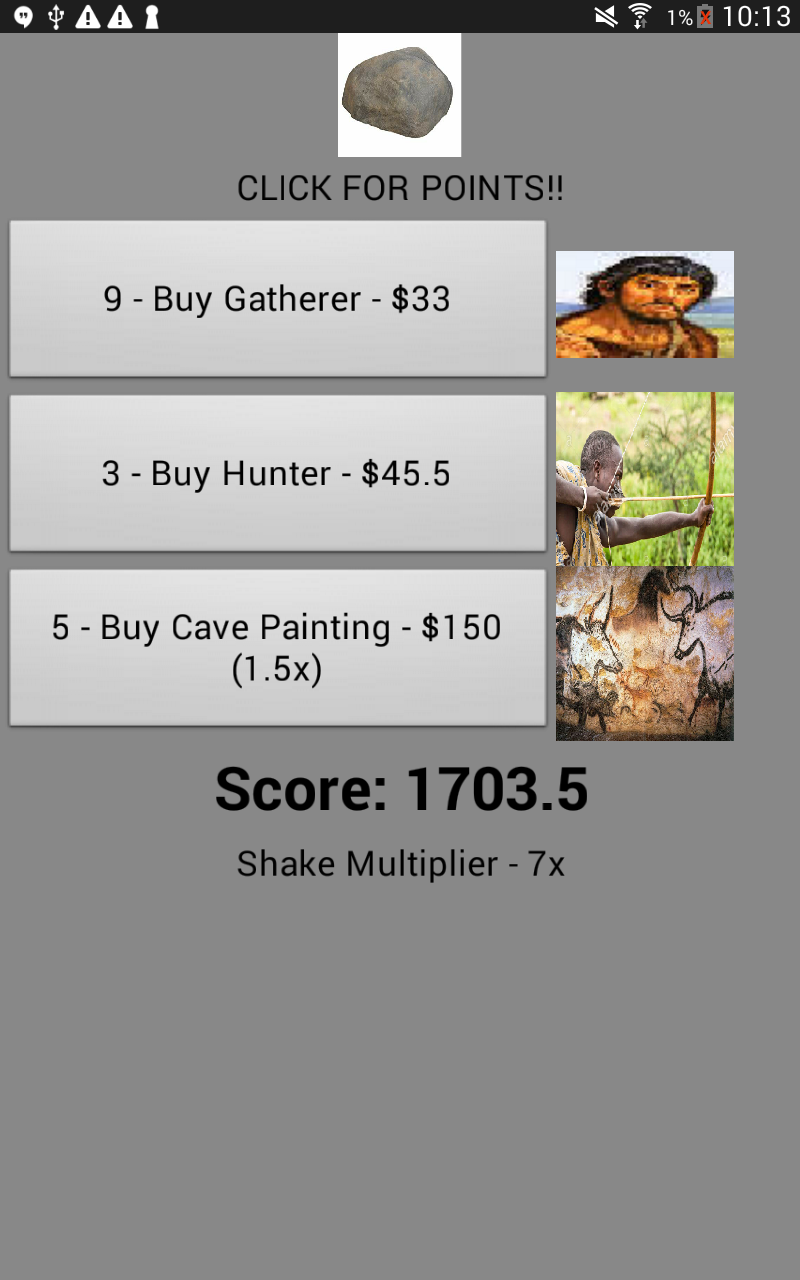 1% 10:13
CLICK FOR POINTS!!
9 - Buy Gatherer - $33
3 - Buy Hunter - $45.5
5 - Buy Cave Painting - $150
(1.5x)
Score: 1703.5
Shake Multiplier - 7x